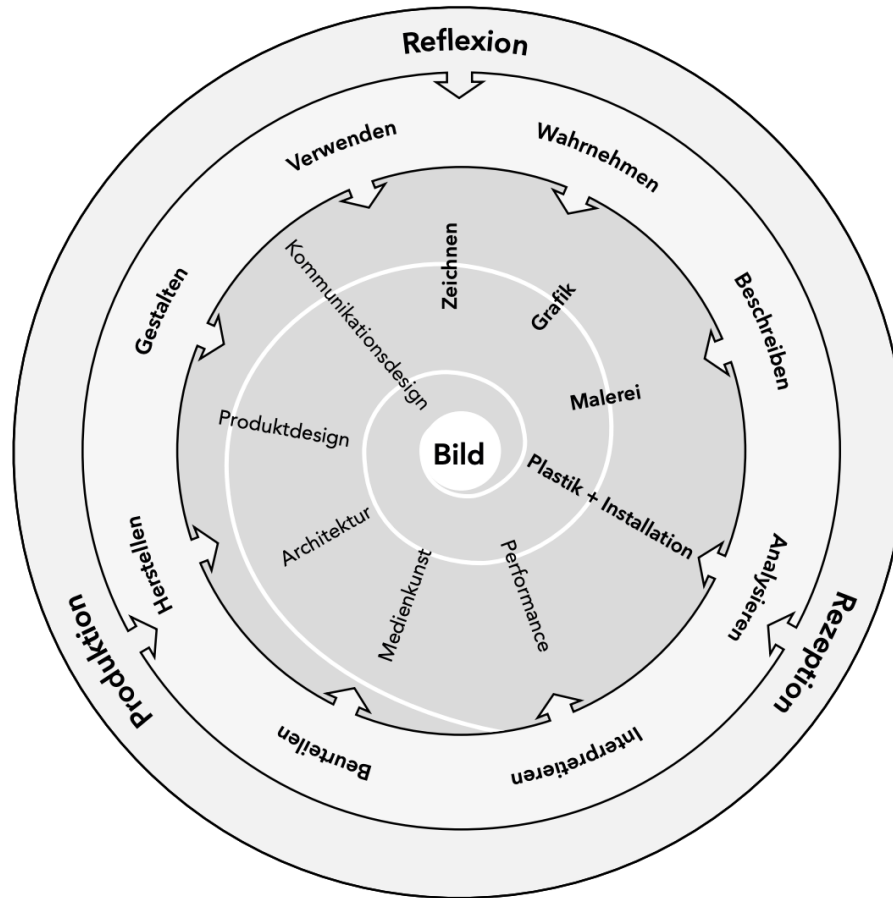 Reflexion
Rezeption
Produktion
Verwenden
Wahrnehmen
Beschreiben
Analysieren
Interpretieren
Beurteilen
Herstellen
Gestalten
Kommunikationsdesign
Zeichnen
Grafik
Malerei
Plastik + Installation
Performance
Medienkunst
Architektur
Produktdesign
Bild